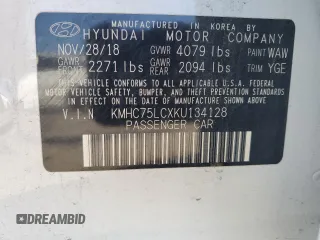 MANUFACTURED IN KOREA BY
HYUNDAI MOTOR COMPANY
NOV/28/18 GVWR 4079 lbs PAINT WAW
GAWR FRONT 2271 lbs GAWR REAR 2094 lbs TRIM YGE
THIS VEHICLE CONFORMS TO ALL APPLICABLE U.S. FEDERAL
MOTOR VEHICLE SAFETY, BUMPER, AND THEFT PREVENTION
STANDARDS IN EFFECT ON THE DATE OF MANUFACTURE SHOWN ABOVE.
V.I.N KMHC75LCXKU134128
PASSENGER CAR
DREAMBID